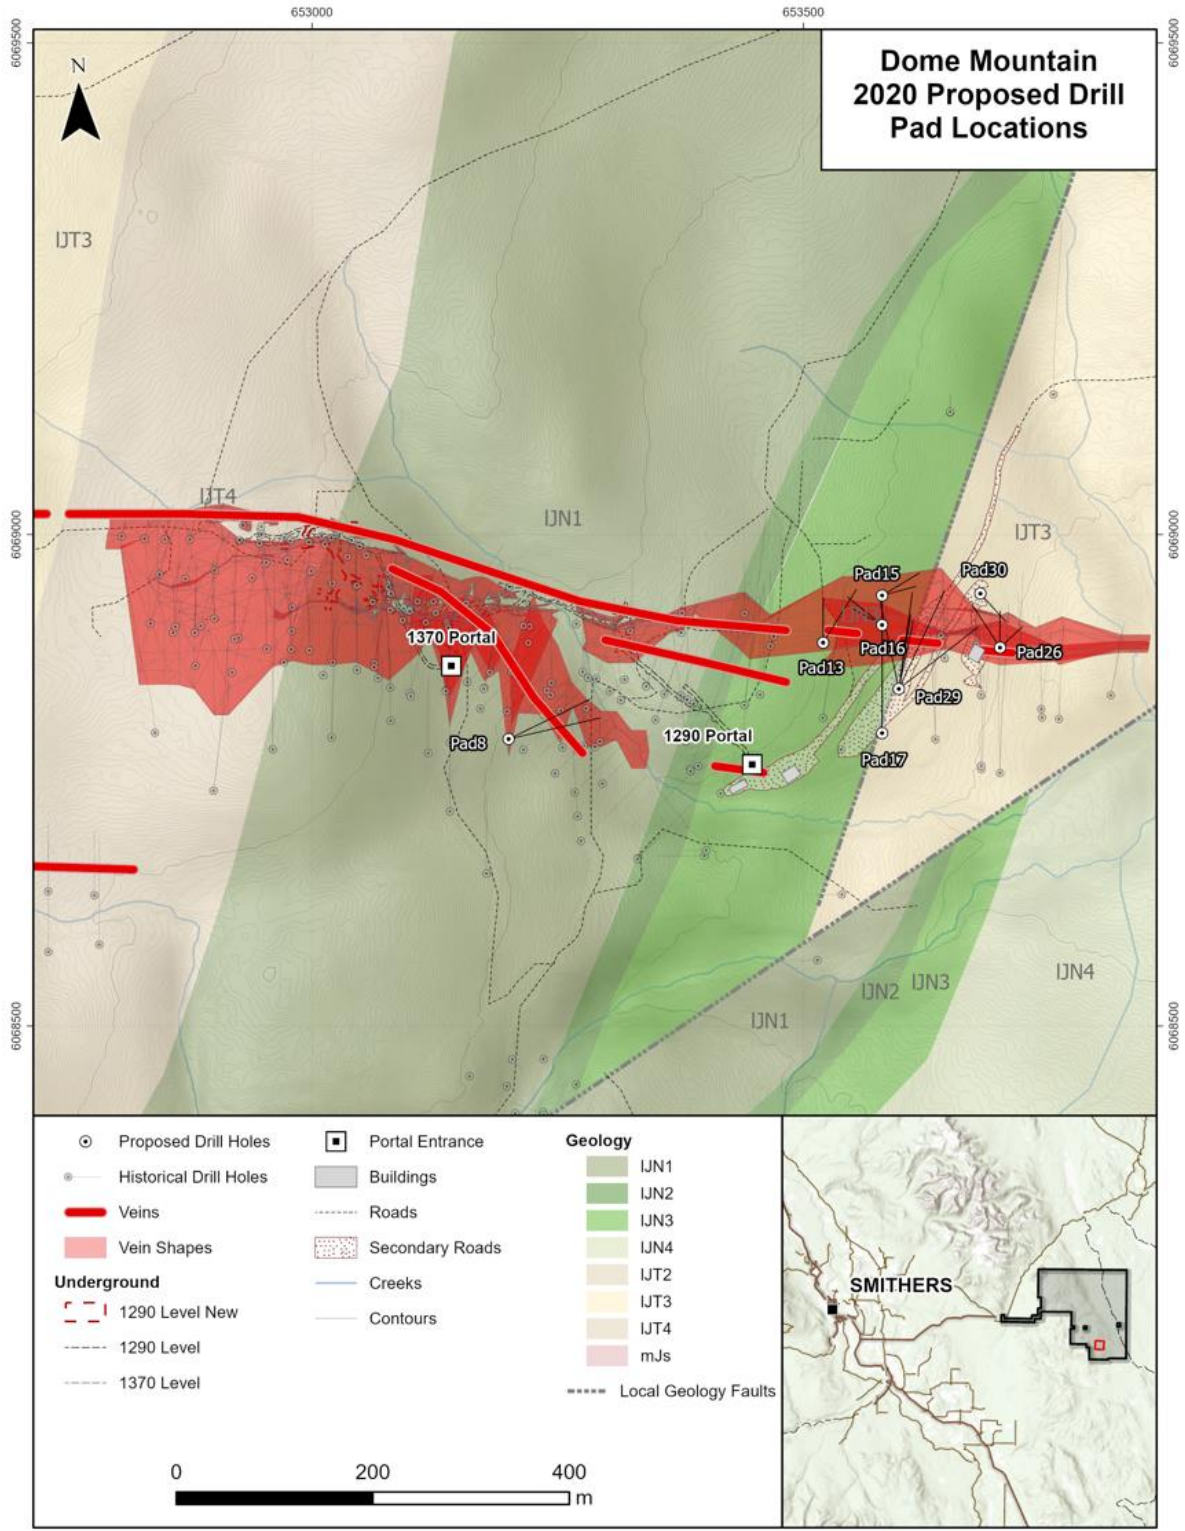 653000
653500
6069500
6069500
Dome Mountain
2020 Proposed Drill
Pad Locations
N
IJT3
IJT4
IJN1
6069000
6069000
IJT3
Pad15
Pad30
1370 Portal
Pad13
Pad16
Pad26
Pad29
Pad8
1290 Portal
Pad17
IJN4
IJN3
IJN2
IJN1
6068500
6068500
Proposed Drill Holes
Historical Drill Holes
Veins
Vein Shapes
Underground
1290 Level New
1290 Level
1370 Level
Portal Entrance
Buildings
Roads
Secondary Roads
Creeks
Contours
Geology
IJN1
IJN2
IJN3
IJN4
IJT2
IJT3
IJT4
mJs
Local Geology Faults
0 200 400
m
SMITHERS